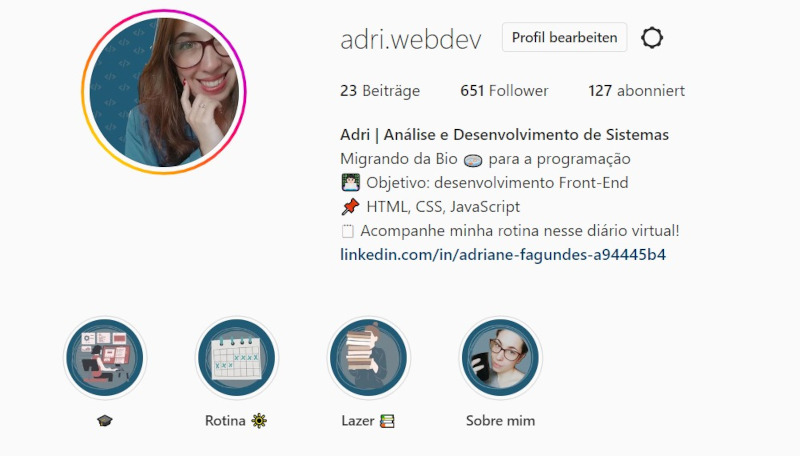 adri.webdev Profil bearbeiten
23 Beiträge 651 Follower 127 abonniert
Adri | Análise e Desenvolvimento de Sistemas
Migrando da Bio 🧫 para a programação
👩🏻‍💻 Objetivo: desenvolvimento Front-End
📌 HTML, CSS, JavaScript
🗒 Acompanhe minha rotina nesse diário virtual!
linkedin.com/in/adriane-fagundes-a94445b4
🎓 Rotina 🔆 Lazer 📚 Sobre mim